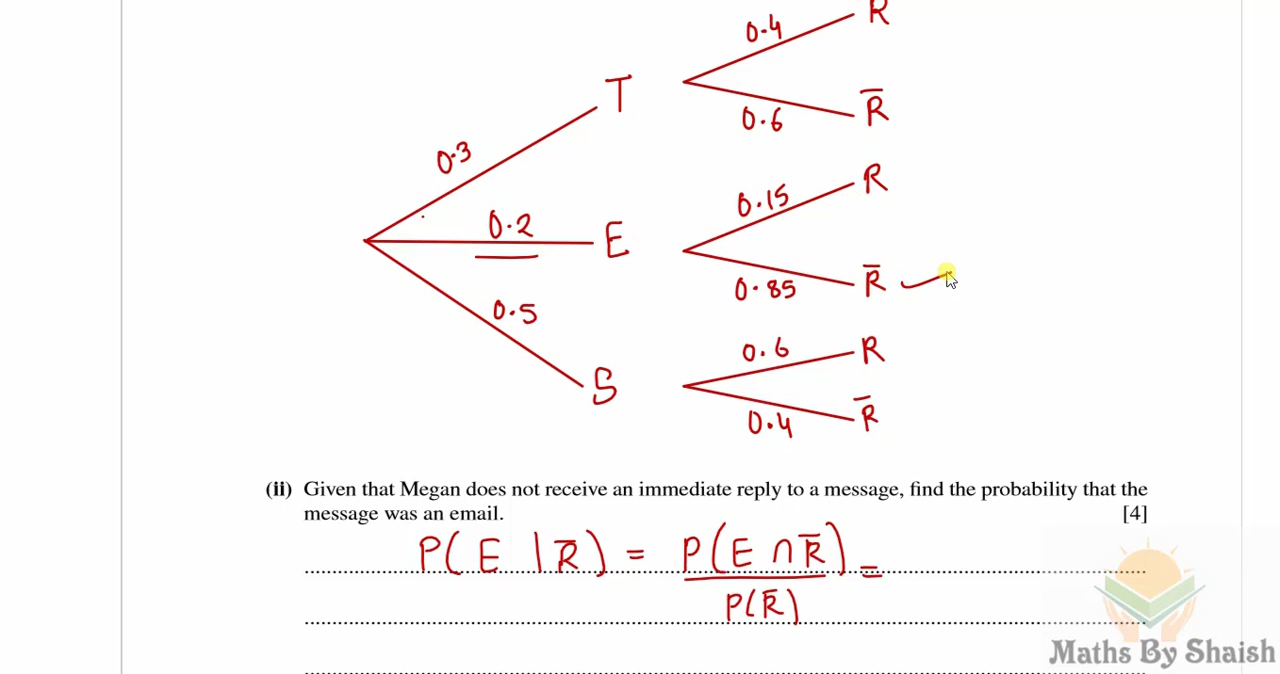 R
0.4
T
0.6
R̅
0.3
0.15
R
0.2
E
0.85
R̅
0.5
0.6
R
S
0.4
R̅
(ii) Given that Megan does not receive an immediate reply to a message, find the probability that the
message was an email. [4]
P( E | R̅ ) = P( E ∩ R̅ ) =
P(R̅)
Maths By Shaish